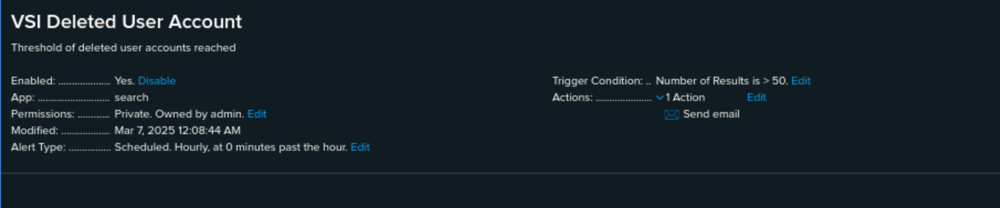 VSI Deleted User Account
Threshold of deleted user accounts reached
Enabled: ..................... Yes. Disable
App: ............................. search
Permissions: ............. Private. Owned by admin. Edit
Modified: .................... Mar 7, 2025 12:08:44 AM
Alert Type: ................. Scheduled. Hourly, at 0 minutes past the hour. Edit
Trigger Condition: .. Number of Results is > 50. Edit
Actions: ....................... 1 Action Edit
Send email